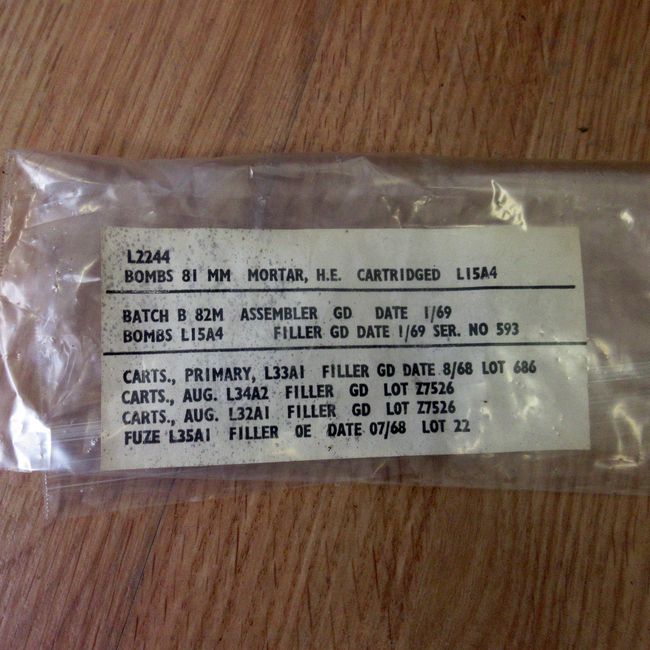 L2244
BOMBS 81 MM MORTAR, H.E. CARTRIDGED L15A4
BATCH B 82M ASSEMBLER GD DATE 1/69
BOMBS L15A4 FILLER GD DATE 1/69 SER. NO 593
CARTS., PRIMARY, L33A1 FILLER GD DATE 8/68 LOT 686
CARTS., AUG. L34A2 FILLER GD LOT Z7526
CARTS., AUG. L32A1 FILLER GD LOT Z7526
FUZE L35A1 FILLER OE DATE 07/68 LOT 22